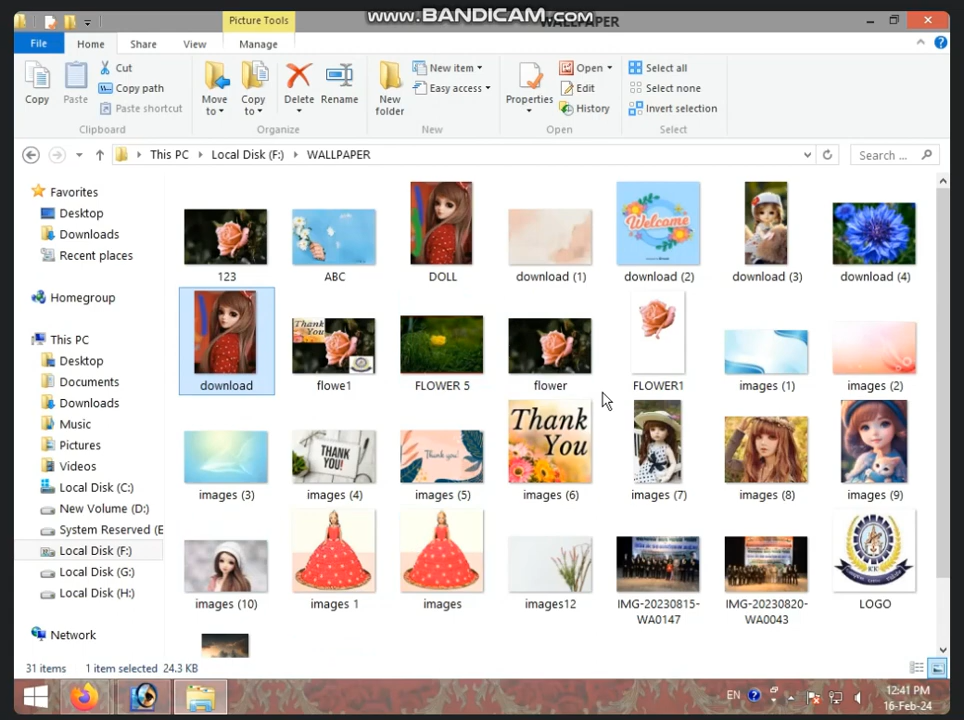 www.BANDICAM.com
WALLPAPER
Picture Tools
File
Home
Share
View
Manage
Copy
Paste
Cut
Copy path
Paste shortcut
Clipboard
Move to
Copy to
Delete
Rename
Organize
New folder
New item
Easy access
New
Properties
Open
Edit
History
Open
Select all
Select none
Invert selection
Select
This PC
Local Disk (F:)
WALLPAPER
Search ...
Favorites
Desktop
Downloads
Recent places
Homegroup
This PC
Desktop
Documents
Downloads
Music
Pictures
Videos
Local Disk (C:)
New Volume (D:)
System Reserved (E
Local Disk (F:)
Local Disk (G:)
Local Disk (H:)
Network
123
ABC
DOLL
download (1)
Welcome
download (2)
download (3)
download (4)
download
Thank You
flowe1
FLOWER 5
flower
FLOWER1
images (1)
images (2)
images (3)
THANK YOU!
images (4)
Thank you!
images (5)
Thank You
images (6)
images (7)
images (8)
images (9)
images (10)
images 1
images
images12
IMG-20230815-
WA0147
IMG-20230820-
WA0043
LOGO
31 items
1 item selected
24.3 KB
EN
12:41 PM
16-Feb-24